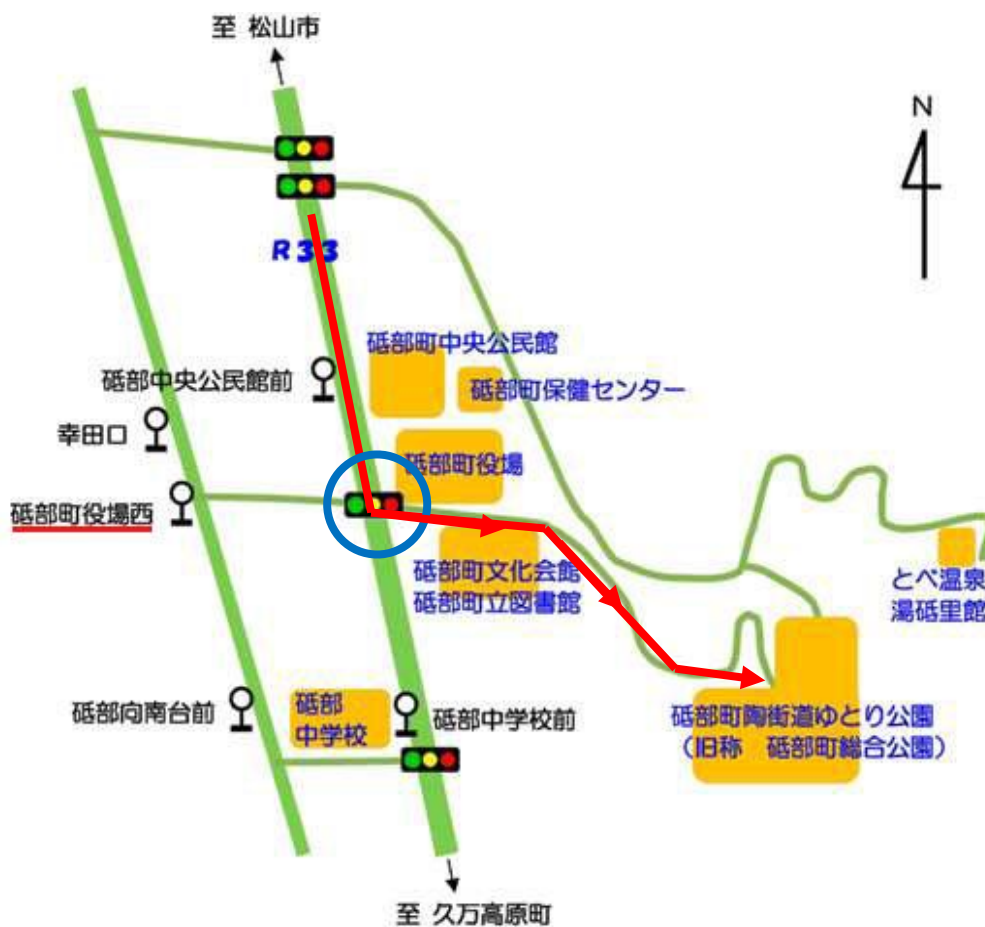 至 松山市
N
R33
砥部町中央公民館
砥部中央公民館前
砥部町保健センター
幸田口
砥部町役場
砥部町役場西
砥部町文化会館
砥部町立図書館
とべ温泉
湯砥里館
砥部向南台前
砥部
中学校
砥部中学校前
砥部町陶街道ゆとり公園
(旧称 砥部町総合公園)
至 久万高原町